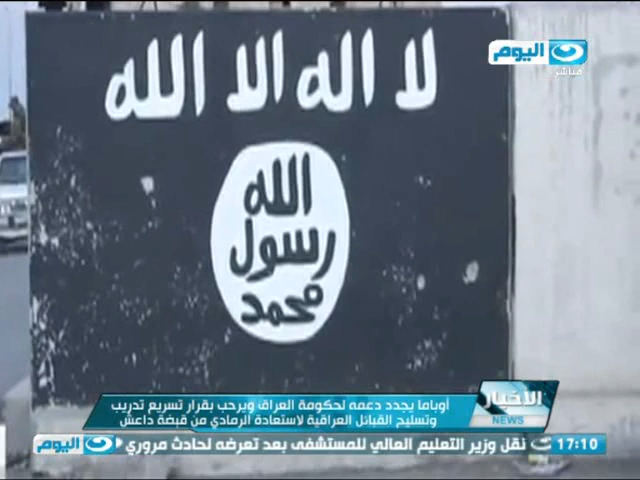 اليوم
مباشر
لا اله الا الله
الله
رسول
محمد
الأخبار
NEWS
اوباما يجدد دعمه لحكومة العراق ويرحب بقرار تسريع تدريب
وتسليح القبائل العراقية لاستعادة الرمادي من قبضة داعش
17:10
نقل وزير التعليم العالي للمستشفى بعد تعرضه لحادث مروري
اليوم